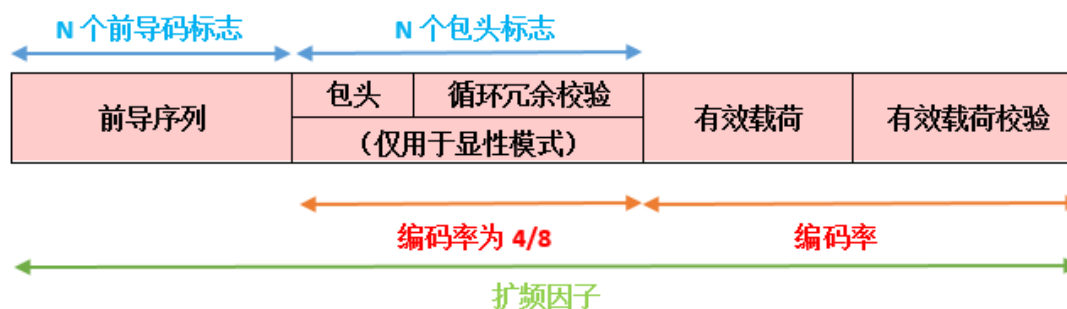 N 个前导码标志
N 个包头标志
前导序列
包头
循环冗余校验
（仅用于显性模式）
有效载荷
有效载荷校验
编码率为 4/8
编码率
扩频因子